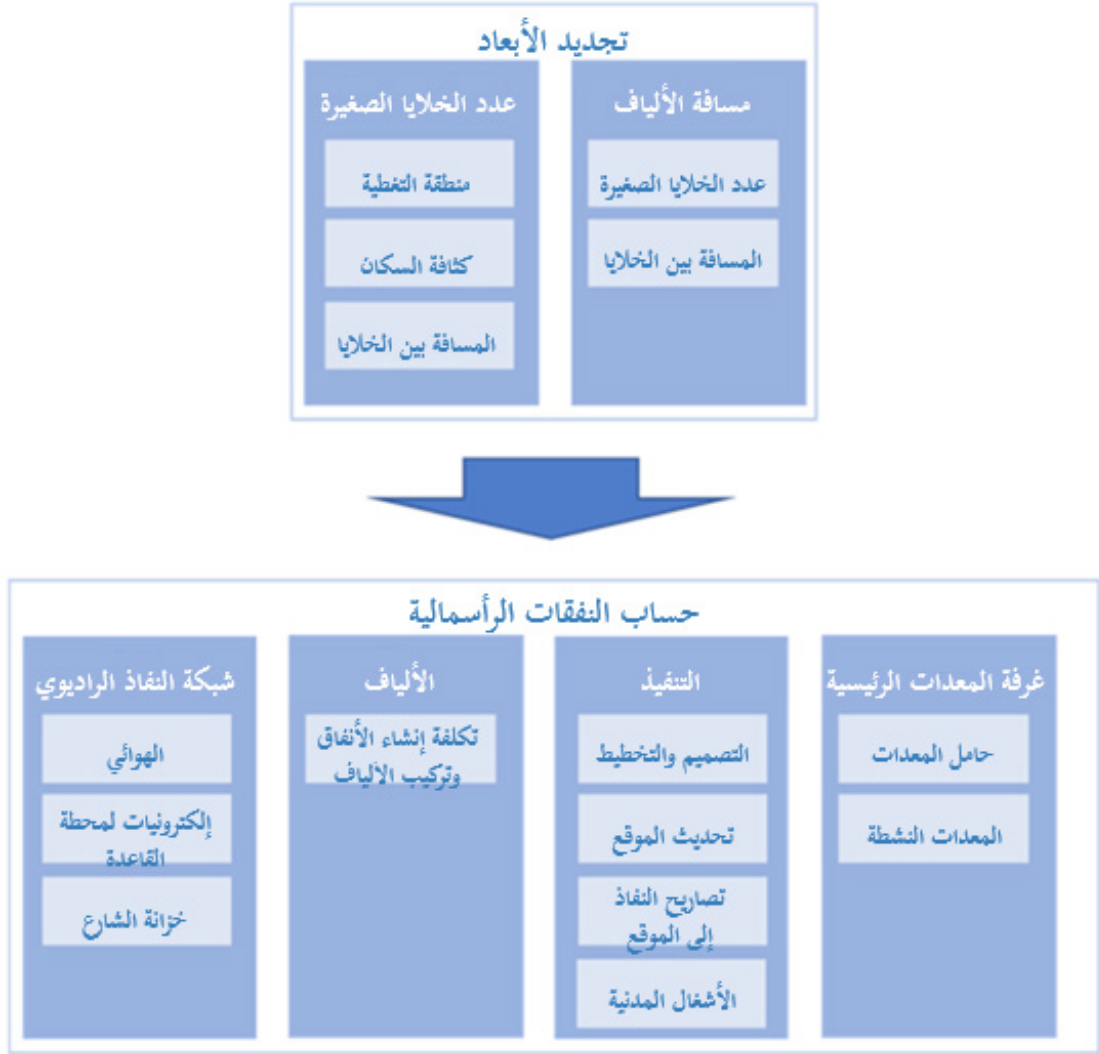 تجديد الأبعاد
مسافة الألياف
عدد الخلايا الصغيرة
المسافة بين الخلايا
عدد الخلايا الصغيرة
منطقة التغطية
كثافة السكان
المسافة بين الخلايا
حساب النفقات الرأسمالية
غرفة المعدات الرئيسية
حامل المعدات
المعدات النشطة
التنفيذ
التصميم والتخطيط
تحديث الموقع
تصاريح النفاذ
إلى الموقع
الأشغال المدنية
الألياف
تكلفة إنشاء الأنفاق
وتركيب الألياف
شبكة النفاذ الراديوي
الهوائي
إلكترونيات لمحطة
القاعدة
خزانة الشارع